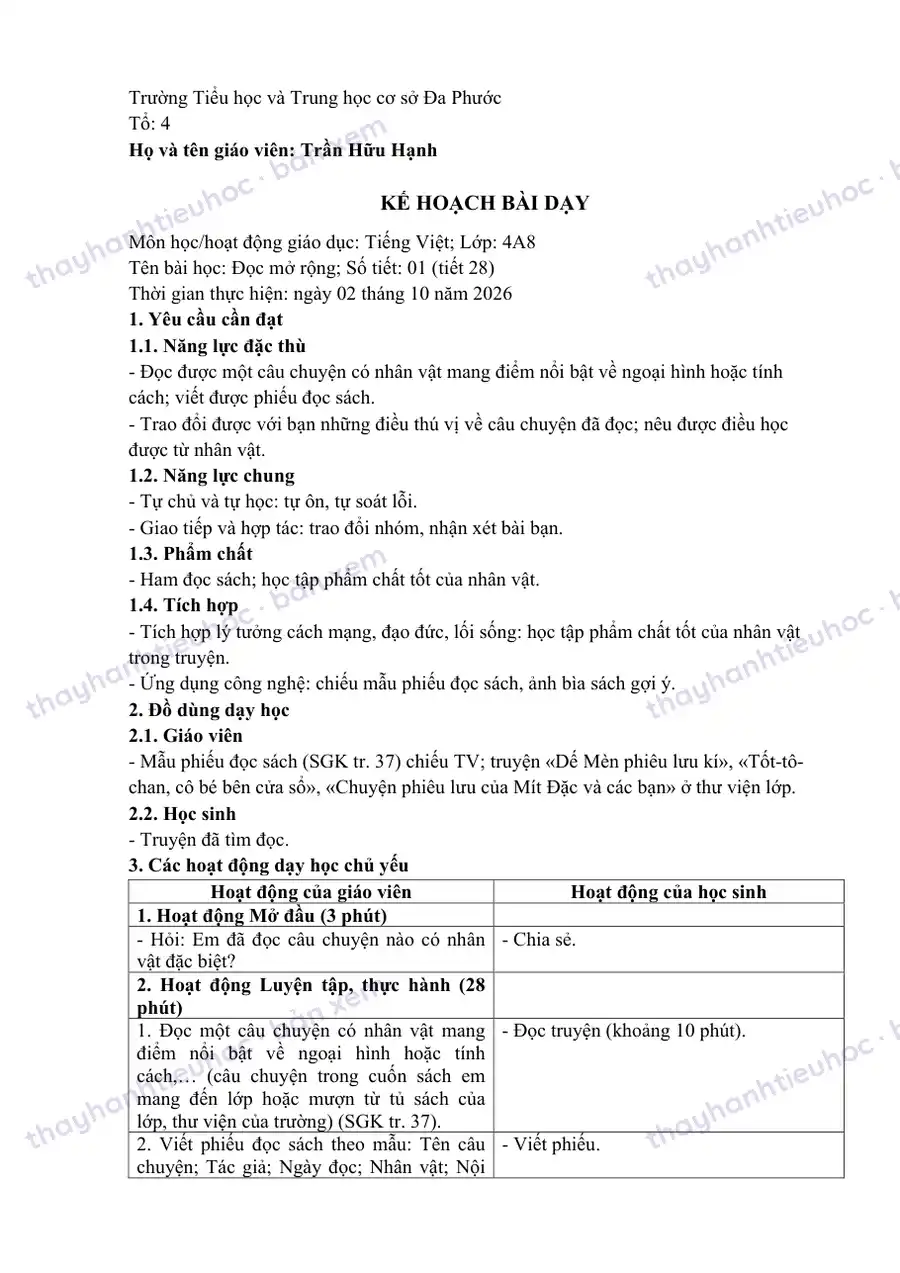 Trường Tiểu học và Trung học cơ sở Đa Phước
Tổ: 4
Họ và tên giáo viên: Trần Hữu Hạnh
KẾ HOẠCH BÀI DẠY
Môn học/hoạt động giáo dục: Tiếng Việt; Lớp: 4A8
Tên bài học: Đọc mở rộng; Số tiết: 01 (tiết 28)
Thời gian thực hiện: ngày 02 tháng 10 năm 2026
1. Yêu cầu cần đạt
1.1. Năng lực đặc thù
- Đọc được một câu chuyện có nhân vật mang điểm nổi bật về ngoại hình hoặc tính
cách; viết được phiếu đọc sách.
- Trao đổi được với bạn những điều thú vị về câu chuyện đã đọc; nêu được điều học
được từ nhân vật.
1.2. Năng lực chung
- Tự chủ và tự học: tự ôn, tự soát lỗi.
- Giao tiếp và hợp tác: trao đổi nhóm, nhận xét bài bạn.
1.3. Phẩm chất
- Ham đọc sách; học tập phẩm chất tốt của nhân vật.
1.4. Tích hợp
- Tích hợp lý tưởng cách mạng, đạo đức, lối sống: học tập phẩm chất tốt của nhân vật
trong truyện.
- Ứng dụng công nghệ: chiếu mẫu phiếu đọc sách, ảnh bìa sách gợi ý.
2. Đồ dùng dạy học
2.1. Giáo viên
- Mẫu phiếu đọc sách (SGK tr. 37) chiếu TV; truyện «Dế Mèn phiêu lưu kí», «Tốt-tô-
chan, cô bé bên cửa sổ», «Chuyện phiêu lưu của Mít Đặc và các bạn» ở thư viện lớp.
2.2. Học sinh
- Truyện đã tìm đọc.
3. Các hoạt động dạy học chủ yếu
Hoạt động của giáo viên
Hoạt động của học sinh
1. Hoạt động Mở đầu (3 phút)
- Hỏi: Em đã đọc câu chuyện nào có nhân
vật đặc biệt?
- Chia sẻ.
2. Hoạt động Luyện tập, thực hành (28
phút)
1. Đọc một câu chuyện có nhân vật mang
điểm nổi bật về ngoại hình hoặc tính
cách,… (câu chuyện trong cuốn sách em
mang đến lớp hoặc mượn từ tủ sách của
lớp, thư viện của trường) (SGK tr. 37).
- Đọc truyện (khoảng 10 phút).
2. Viết phiếu đọc sách theo mẫu: Tên câu
chuyện; Tác giả; Ngày đọc; Nhân vật; Nội
- Viết phiếu.
thayhanhtieuhoc · bản xem
thayhanhtieuhoc · b
thayhanhtieuhoc · bản xem
thayhanhtieuhoc · b
thayhanhtieuhoc · bản xem
thayhanhtieuhoc · b